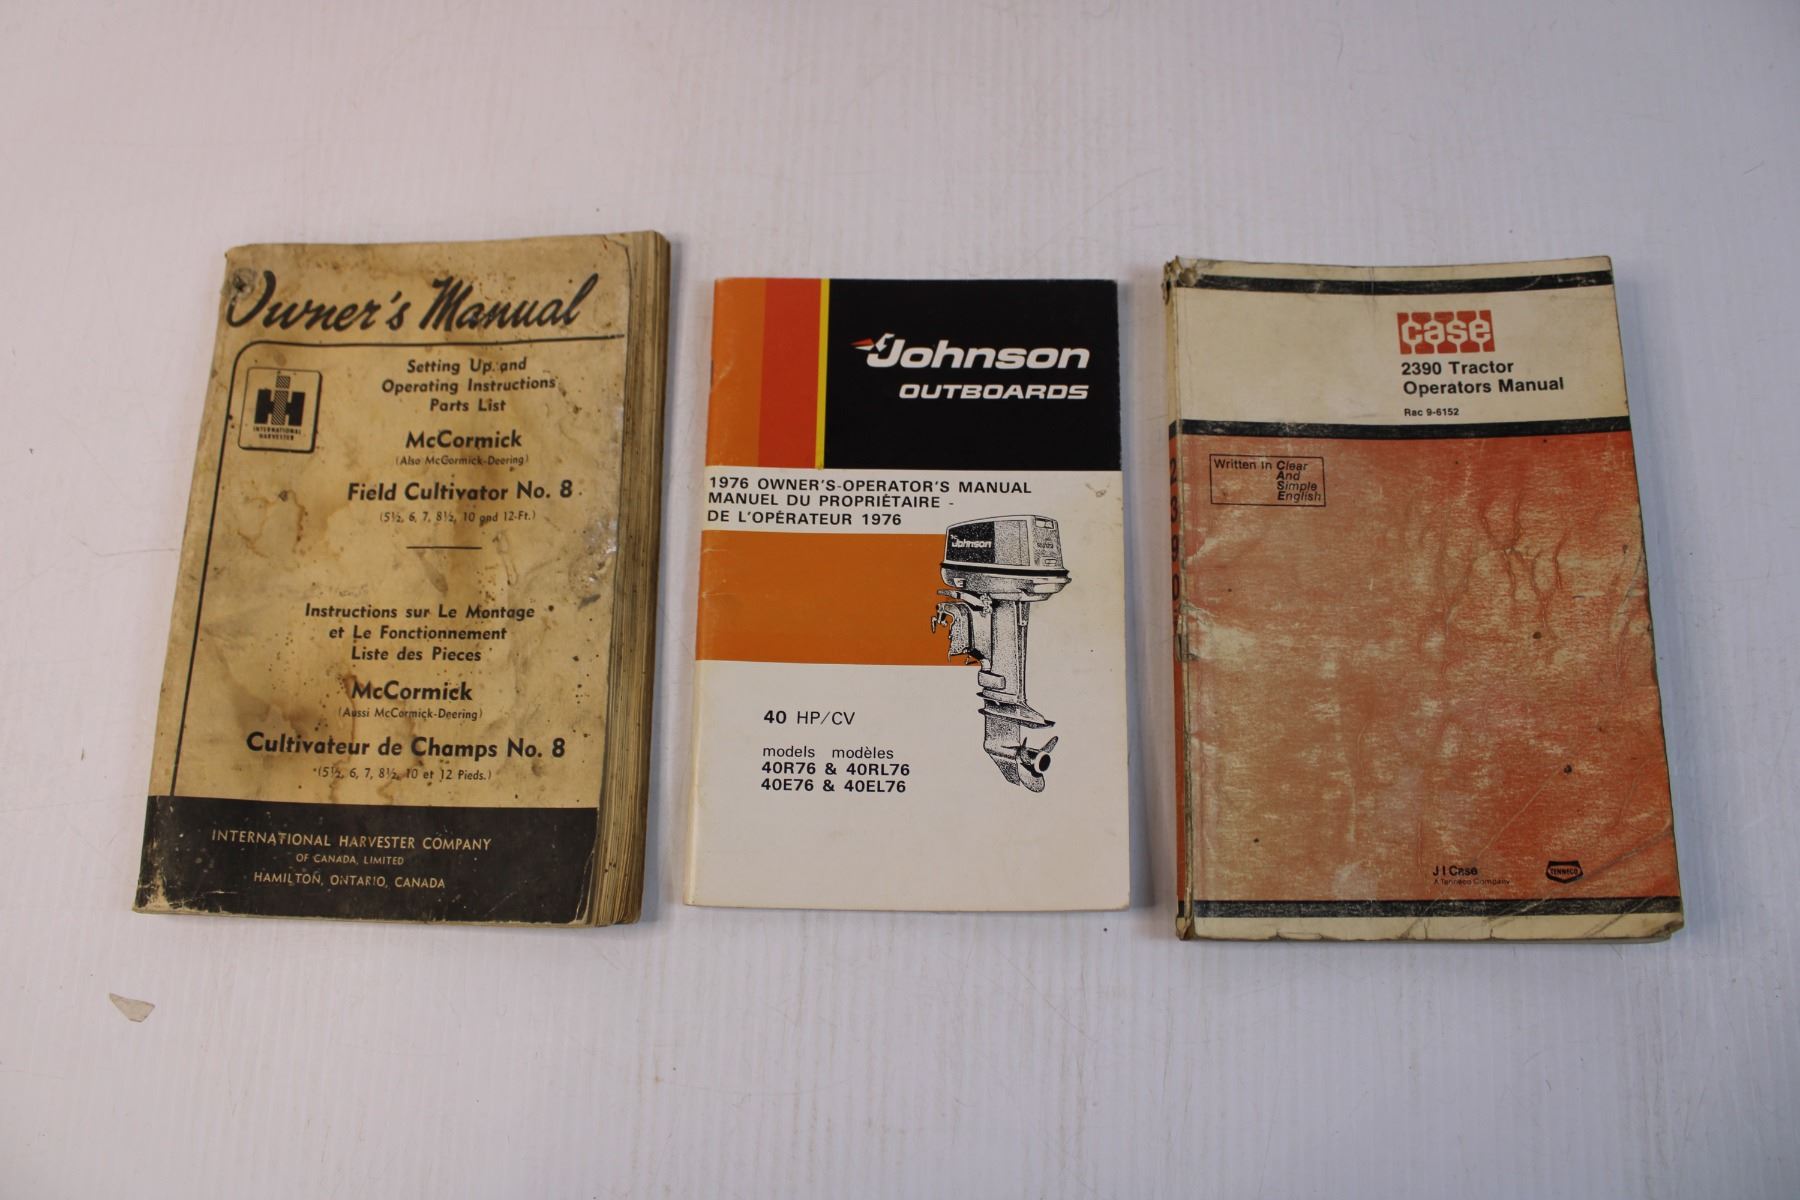 Owner's Manual
Setting Up and
Operating Instructions
Parts List
INTERNATIONAL
HARVESTER
McCormick
(Also McCormick-Deering)
Field Cultivator No. 8
(5½, 6, 7, 8½, 10 and 12-Ft.)
Instructions sur Le Montage
et Le Fonctionnement
Liste des Pieces
McCormick
(Aussi McCormick-Deering)
Cultivateur de Champs No. 8
(5½, 6, 7, 8½, 10 et 12 Pieds.)
INTERNATIONAL HARVESTER COMPANY
OF CANADA, LIMITED
HAMILTON, ONTARIO, CANADA
Johnson
OUTBOARDS
1976 OWNER'S-OPERATOR'S MANUAL
MANUEL DU PROPRIÉTAIRE -
DE L'OPÉRATEUR 1976
Johnson
40 HP/CV
models modèles
40R76 & 40RL76
40E76 & 40EL76
case
2390 Tractor
Operators Manual
Rac 9-6152
Written In Clear
And
Simple
English
2390
J I Case
A Tenneco Company
TENNECO